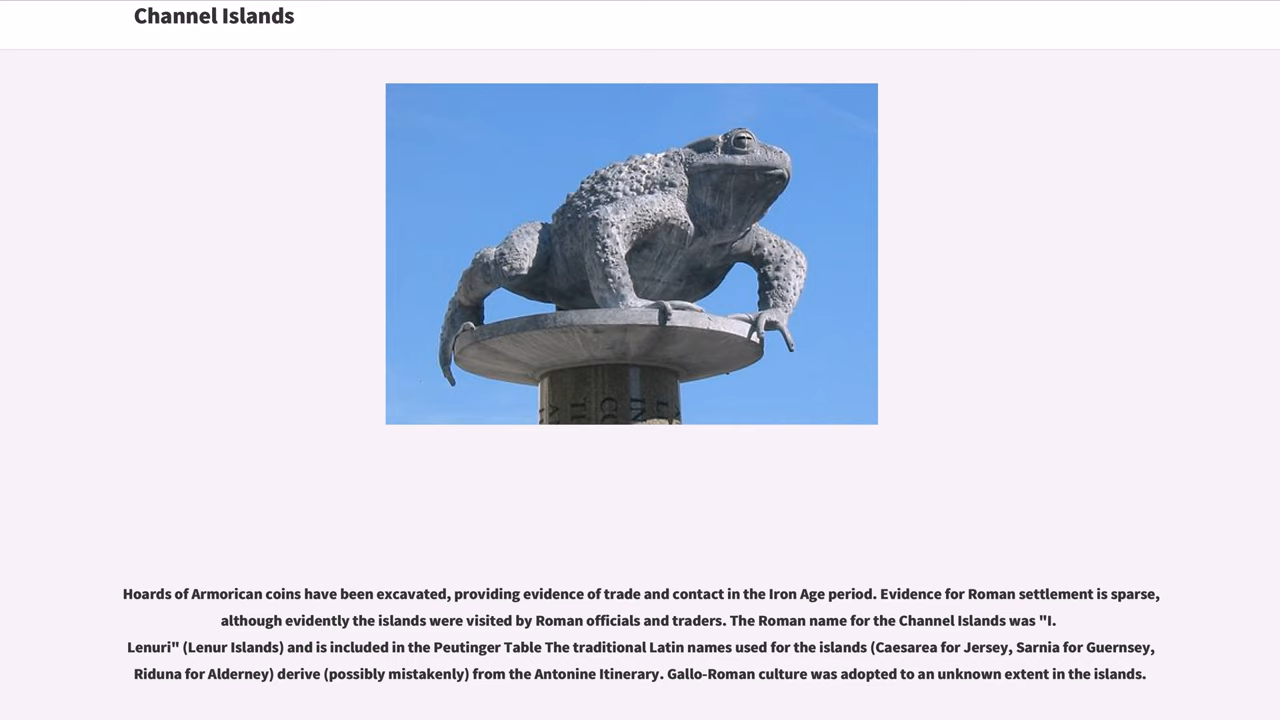 Channel Islands
Hoards of Armorican coins have been excavated, providing evidence of trade and contact in the Iron Age period. Evidence for Roman settlement is sparse,
although evidently the islands were visited by Roman officials and traders. The Roman name for the Channel Islands was "I.
Lenuri" (Lenur Islands) and is included in the Peutinger Table The traditional Latin names used for the islands (Caesarea for Jersey, Sarnia for Guernsey,
Riduna for Alderney) derive (possibly mistakenly) from the Antonine Itinerary. Gallo-Roman culture was adopted to an unknown extent in the islands.